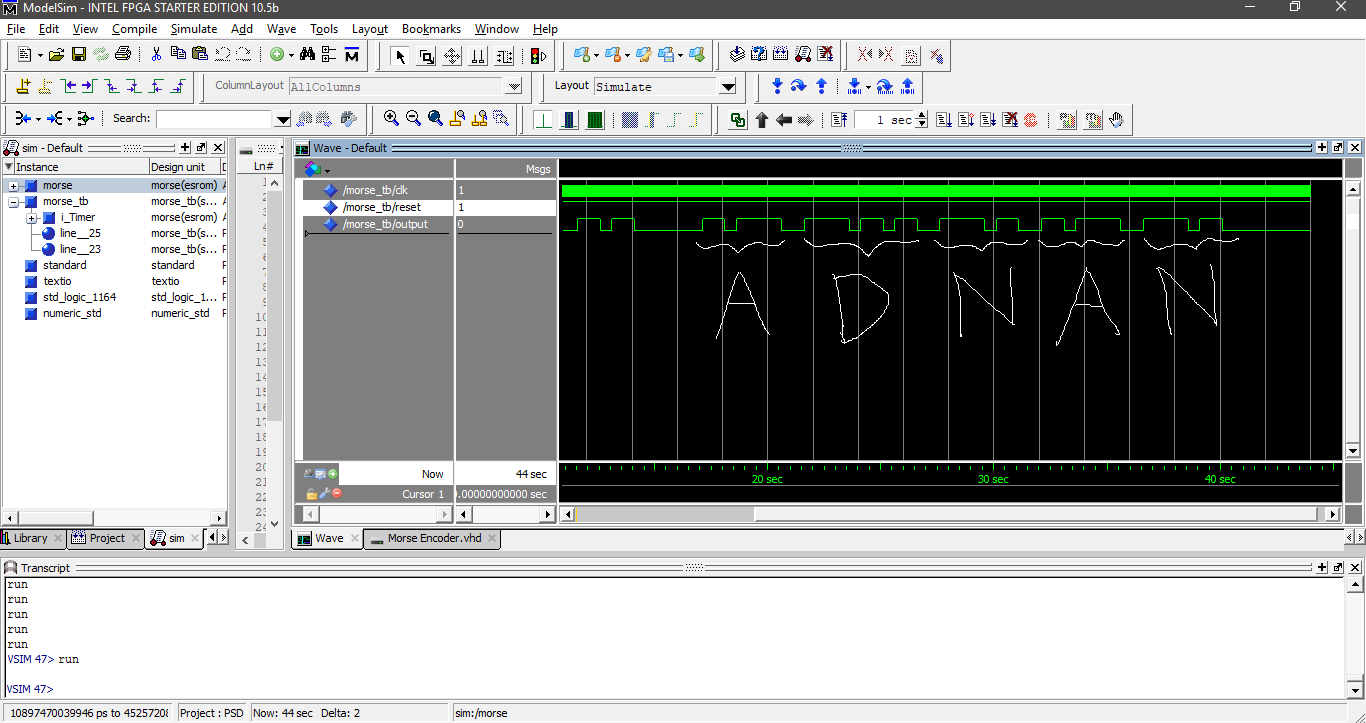 ModelSim - INTEL FPGA STARTER EDITION 10.5b
File Edit View Compile Simulate Add Wave Tools Layout Bookmarks Window Help
ColumnLayout AllColumns
Layout Simulate
Search:
1 sec
sim - Default
Instance Design unit
morse morse(esrom)
morse_tb morse_tb(s...
i_Timer morse(esrom)
line__25 morse_tb(s...
line__23 morse_tb(s...
standard standard
textio textio
std_logic_1164 std_logic_1...
numeric_std numeric_std
Library Project sim
Ln#
1
2
3
4
5
6
7
8
9
10
11
12
13
14
15
16
17
18
19
20
21
22
23
24
Wave - Default
Msgs
/morse_tb/clk 1
/morse_tb/reset 1
/morse_tb/output 0
A D N A N
Now 44 sec
Cursor 1 .00000000000 sec
20 sec 30 sec 40 sec
Wave Morse Encoder.vhd
Transcript
run
run
run
run
run
VSIM 47> run
VSIM 47>
10897470039946 ps to 45257208 Project : PSD Now: 44 sec Delta: 2 sim:/morse